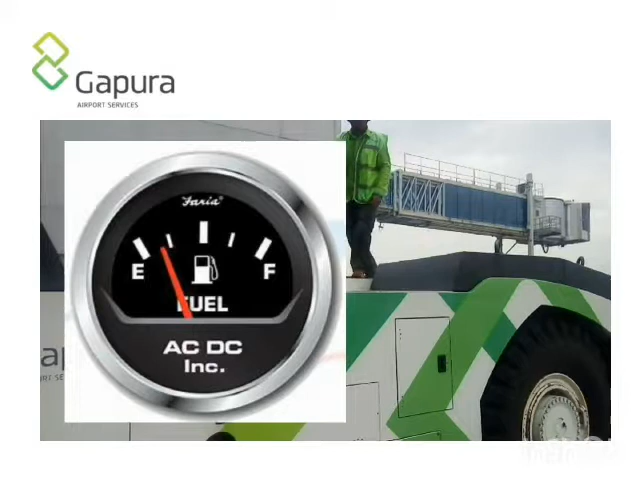 Gapura
AIRPORT SERVICES
Faria
E
F
FUEL
AC DC
Inc.